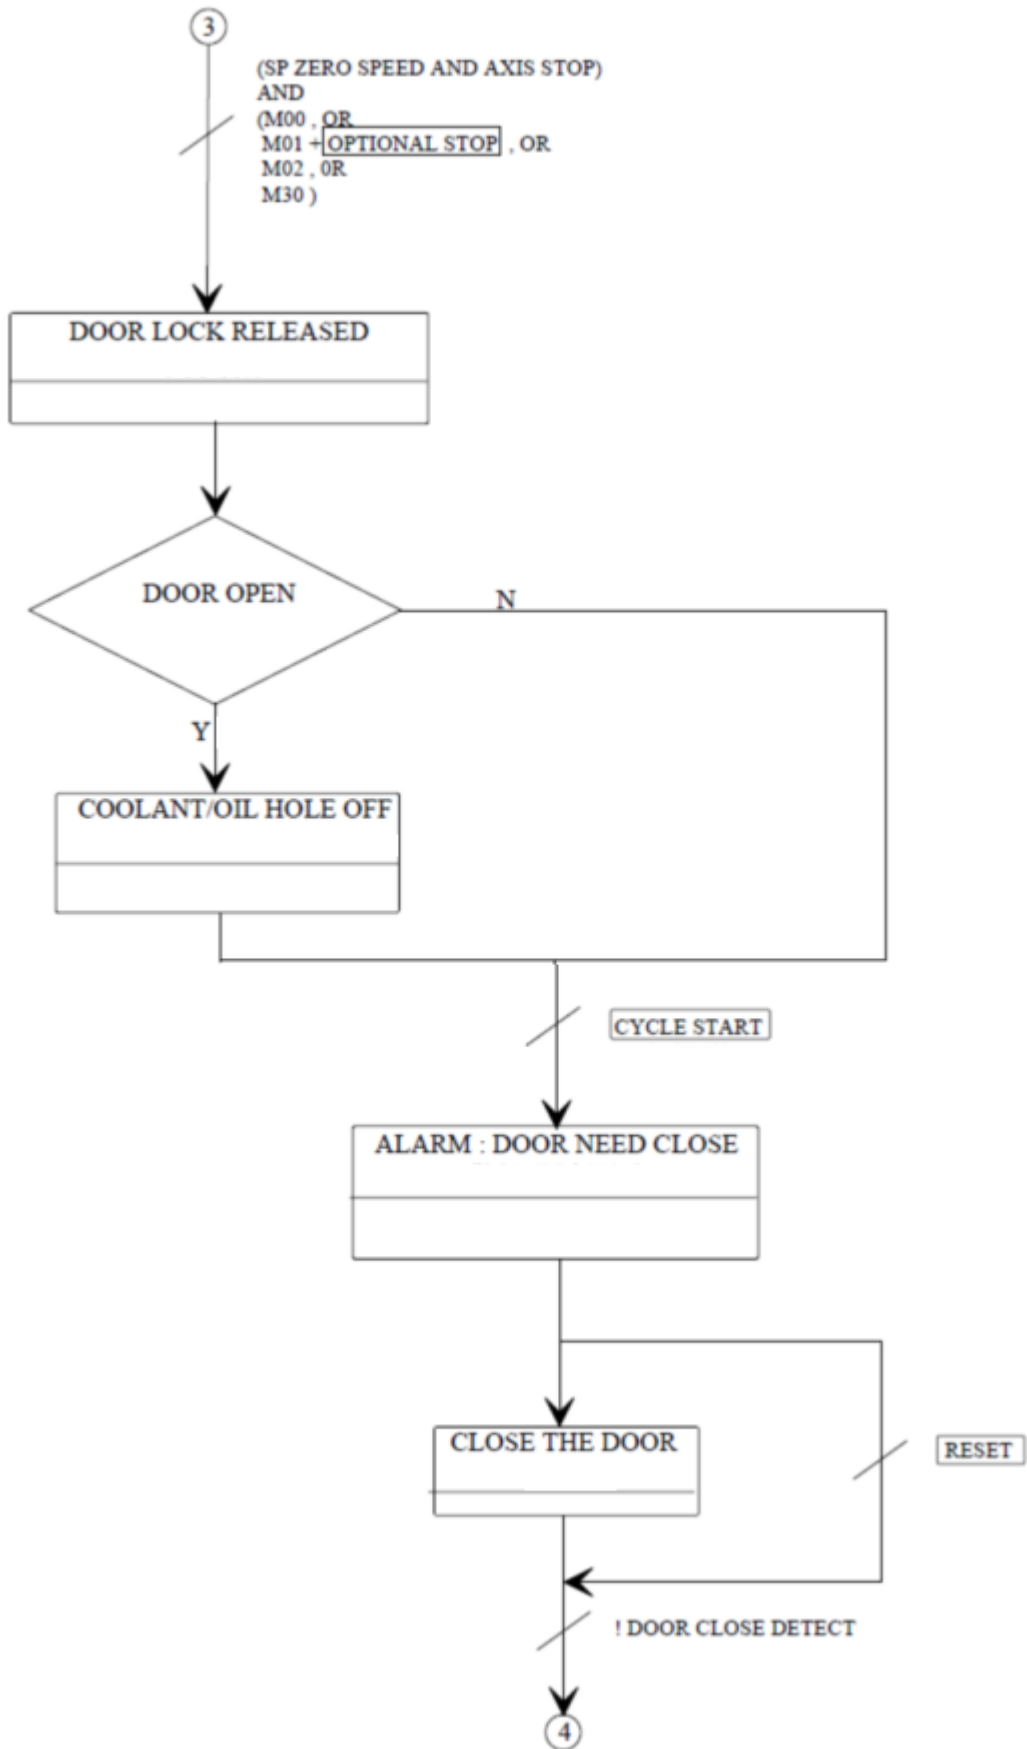 3
(SP ZERO SPEED AND AXIS STOP)
AND
(M00 , OR
M01 + OPTIONAL STOP , OR
M02 , 0R
M30 )
DOOR LOCK RELEASED
DOOR OPEN
N
Y
COOLANT/OIL HOLE OFF
CYCLE START
ALARM : DOOR NEED CLOSE
CLOSE THE DOOR
RESET
! DOOR CLOSE DETECT
4